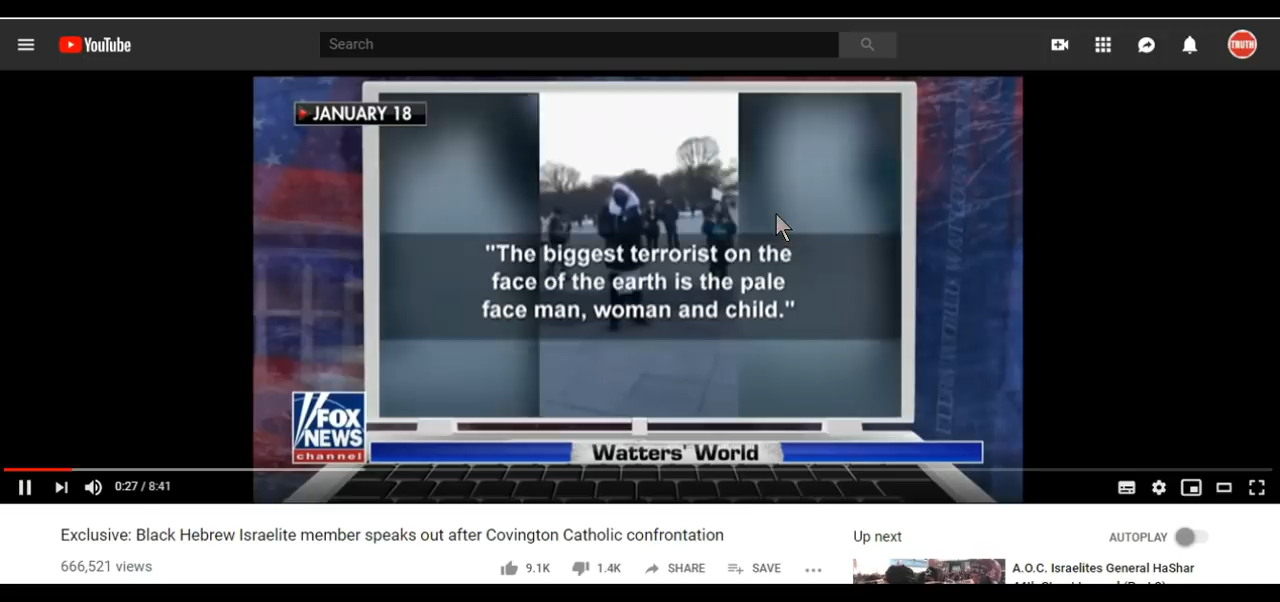 YouTube
Search
TRUTH
JANUARY 18
"The biggest terrorist on the
face of the earth is the pale
face man, woman and child."
FOX
NEWS
channel
Watters' World
0:27 / 8:41
Exclusive: Black Hebrew Israelite member speaks out after Covington Catholic confrontation
666,521 views
9.1K
1.4K
SHARE
SAVE
Up next
AUTOPLAY
A.O.C. Israelites General HaShar